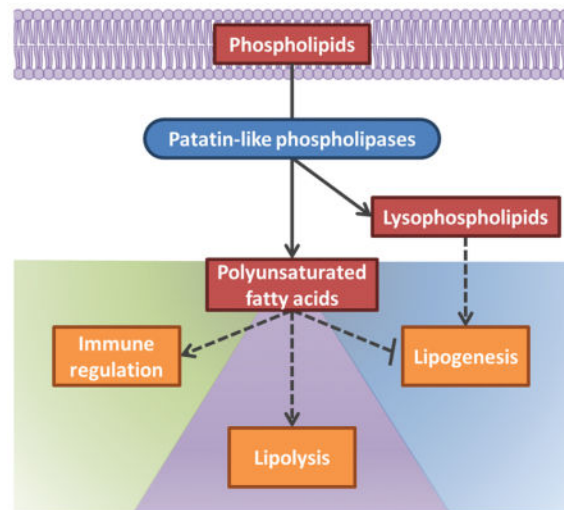 Phospholipids
Patatin-like phospholipases
Lysophospholipids
Polyunsaturated
fatty acids
Immune
regulation
Lipogenesis
Lipolysis